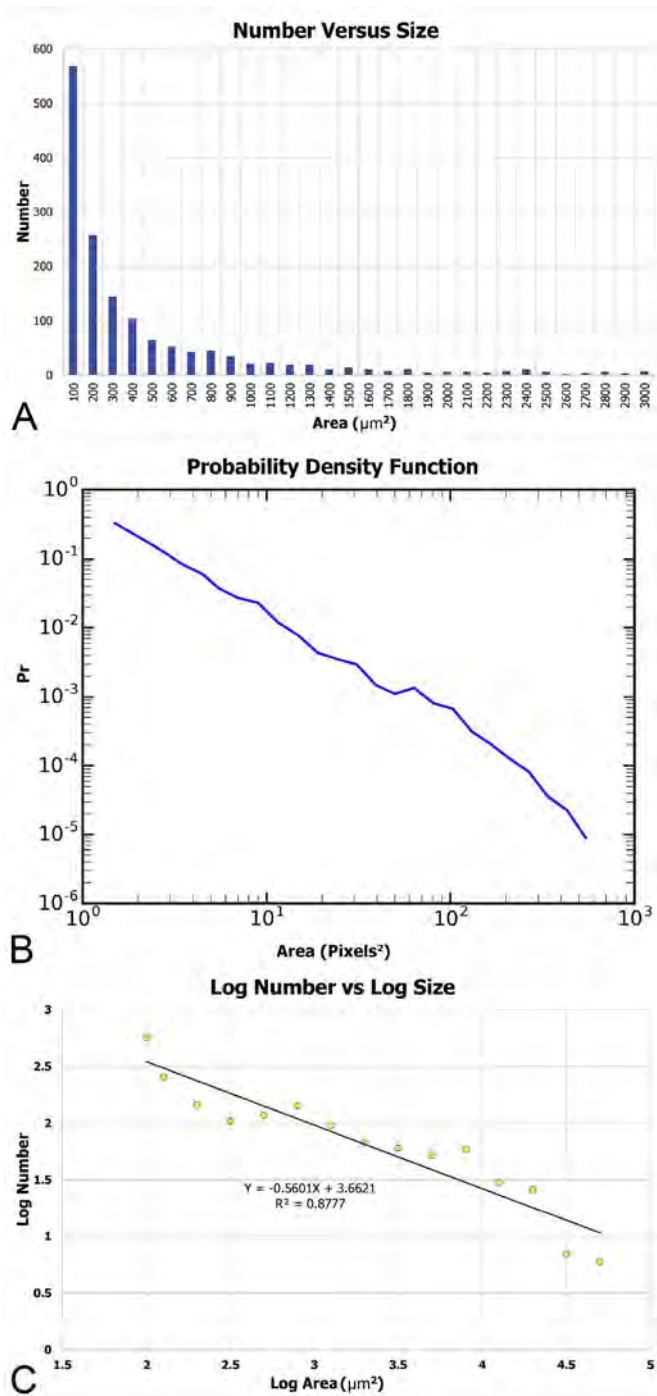 Number Versus Size
600
500
400
300
200
100
0
Number
100 200 300 400 500 600 700 800 900 1000 1100 1200 1300 1400 1500 1600 1700 1800 1900 2000 2100 2200 2300 2400 2500 2600 2700 2800 2900 3000
Area (μm²)
A
Probability Density Function
10⁰
10⁻¹
10⁻²
10⁻³
10⁻⁴
10⁻⁵
10⁻⁶
Pr
10⁰ 10¹ 10² 10³
Area (Pixels²)
B
Log Number vs Log Size
3
2.5
2
1.5
1
0.5
0
Log Number
Y = -0.5601X + 3.6621
R² = 0.8777
1.5 2 2.5 3 3.5 4 4.5 5
Log Area (μm²)
C